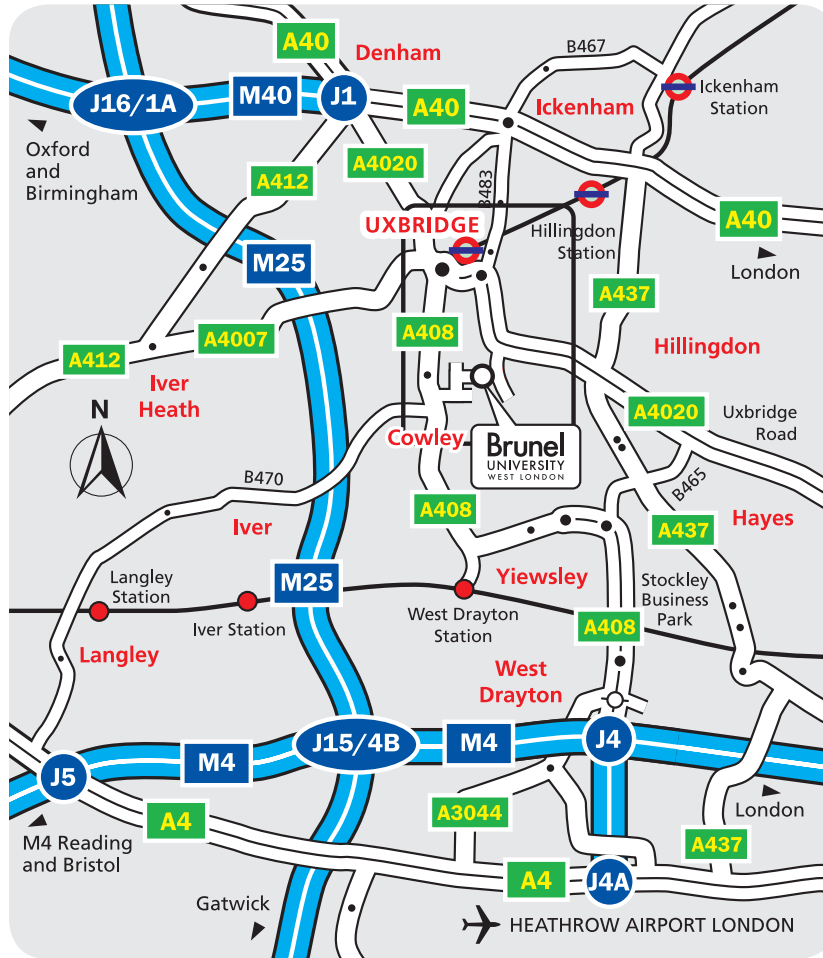 A40
Denham
B467
J16/1A
M40
J1
A40
Ickenham
Ickenham
Station
Oxford
and
Birmingham
A4020
A412
B483
UXBRIDGE
Hillingdon
Station
A40
London
M25
A437
A408
A4007
A412
Iver
Heath
Hillingdon
N
A4020
Uxbridge
Road
Cowley
Brunel
UNIVERSITY
WEST LONDON
B470
B465
A408
Iver
A437
Hayes
Langley
Station
M25
Yiewsley
Stockley
Business
Park
Iver Station
West Drayton
Station
A408
Langley
West
Drayton
J15/4B
M4
J4
M4
J5
London
A3044
A4
A437
M4 Reading
and Bristol
A4
J4A
Gatwick
HEATHROW AIRPORT LONDON